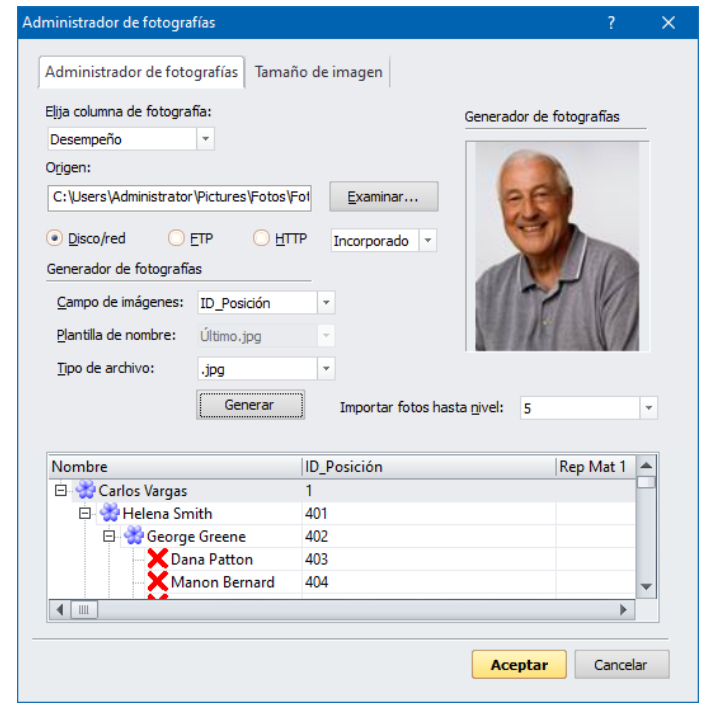 Administrador de fotografías ?
Administrador de fotografías Tamaño de imagen
Elija columna de fotografía:
Generador de fotografías
Desempeño
Origen:
C:\Users\Administrator\Pictures\Fotos\Fot Examinar...
Disco/red FTP HTTP Incorporado
Generador de fotografías
Campo de imágenes: ID_Posición
Plantilla de nombre: Último.jpg
Tipo de archivo: .jpg
Generar Importar fotos hasta nivel: 5
Nombre ID_Posición Rep Mat 1
Carlos Vargas 1
Helena Smith 401
George Greene 402
Dana Patton 403
Manon Bernard 404
Aceptar Cancelar